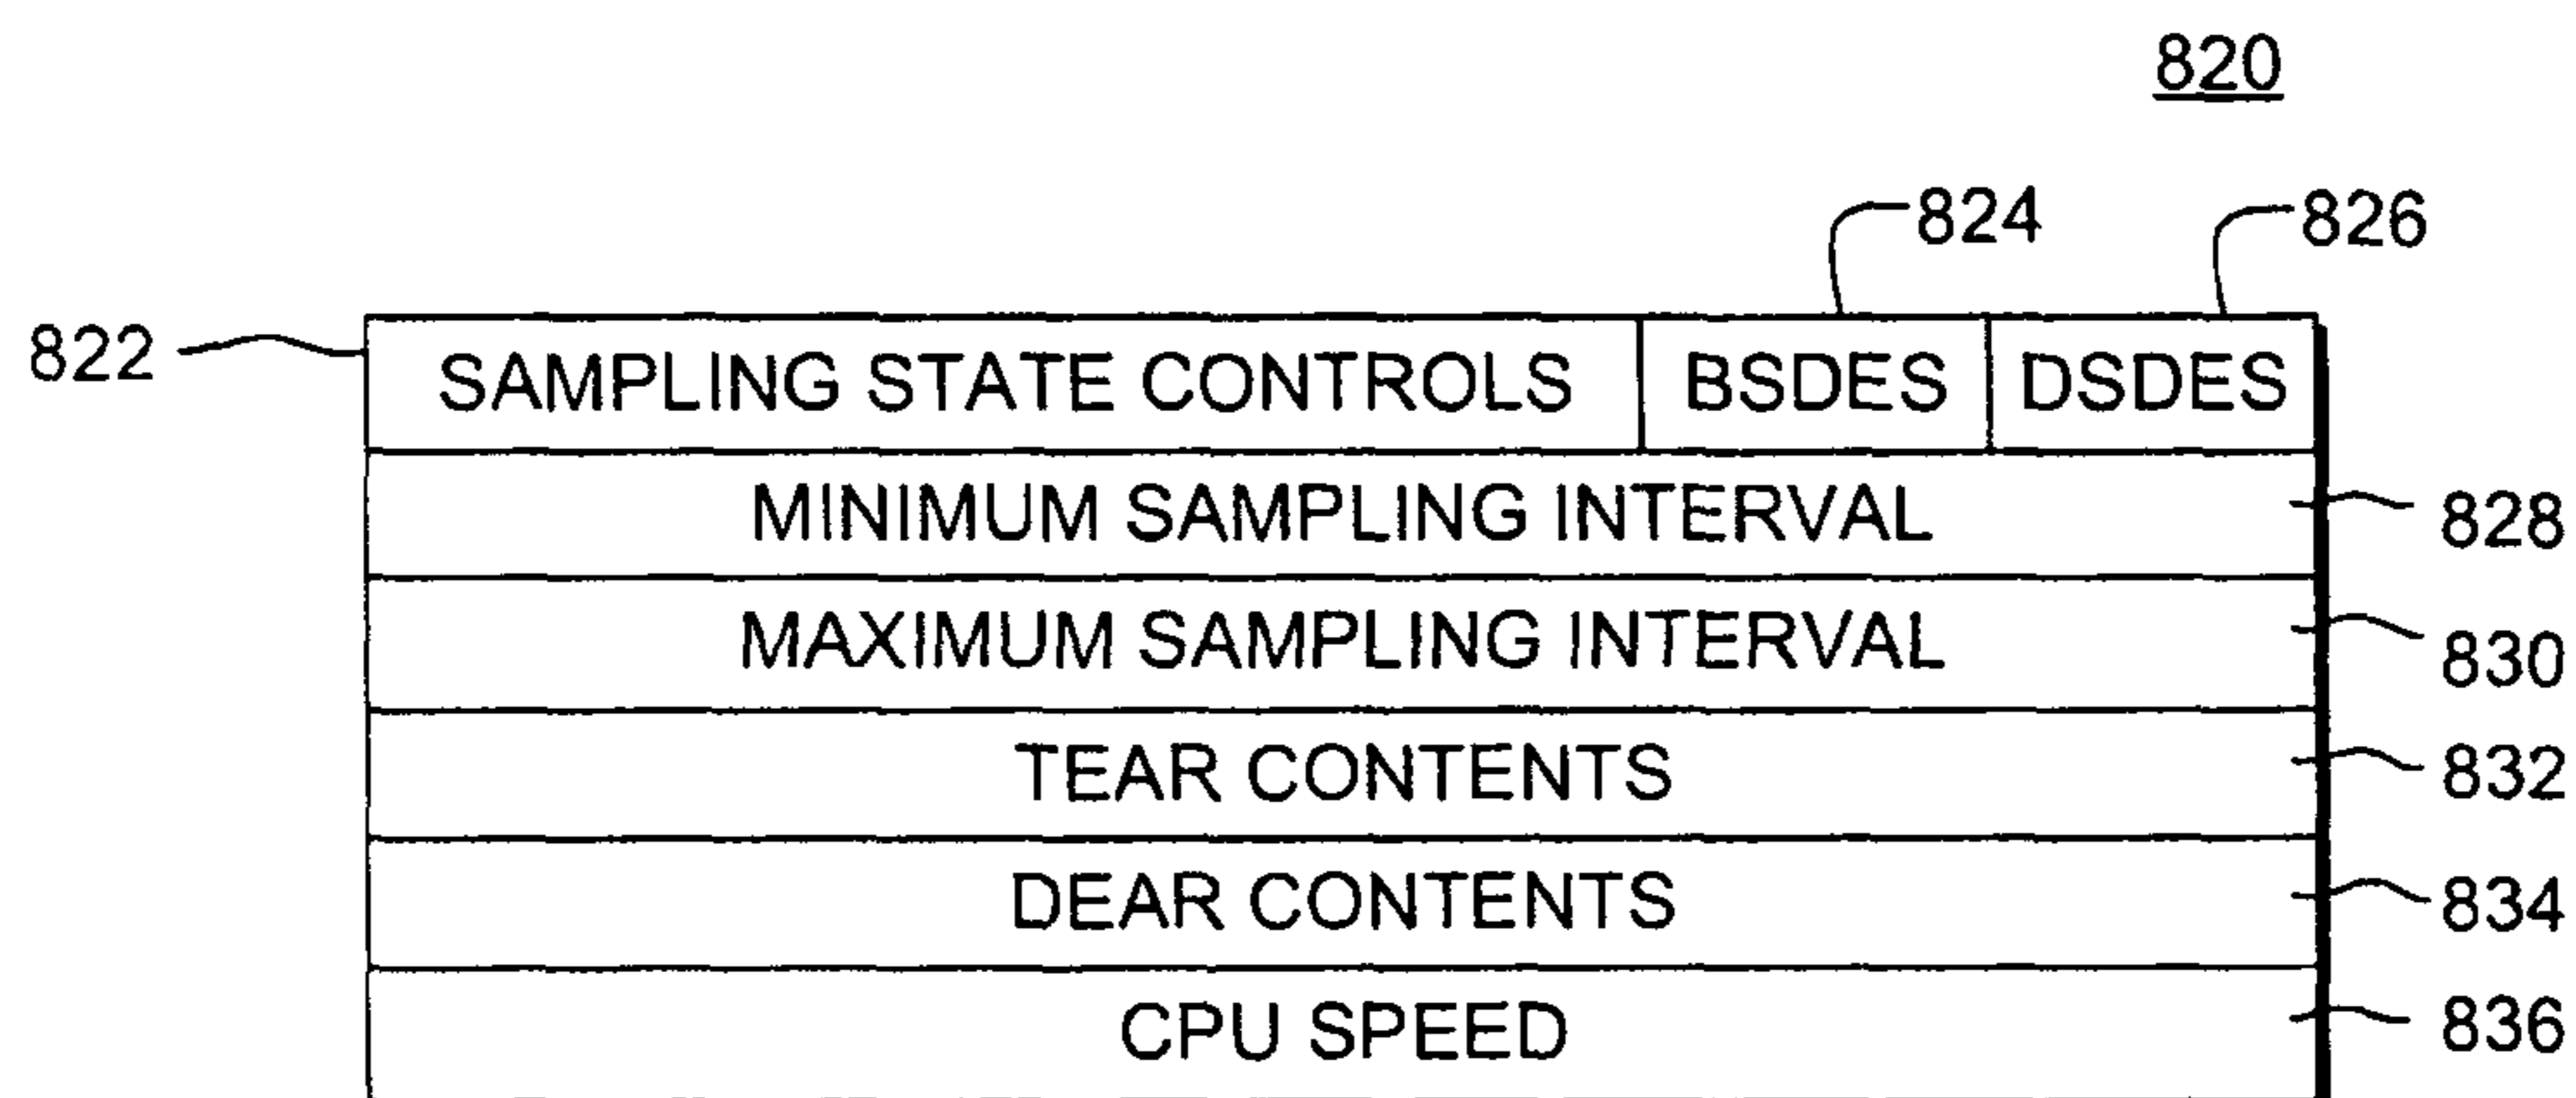 820
824 826
822 SAMPLING STATE CONTROLS BSDES DSDES
MINIMUM SAMPLING INTERVAL 828
MAXIMUM SAMPLING INTERVAL 830
TEAR CONTENTS 832
DEAR CONTENTS 834
CPU SPEED 836